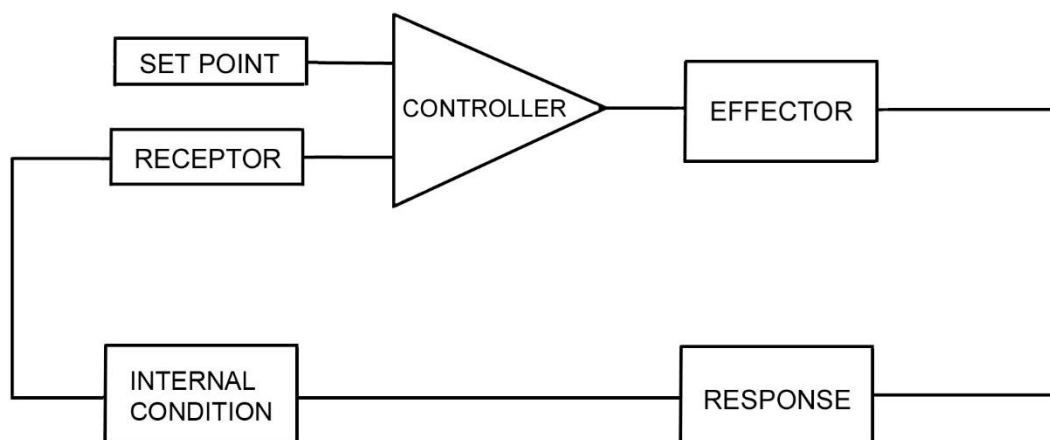 SET POINT
CONTROLLER
EFFECTOR
RECEPTOR
INTERNAL
CONDITION
RESPONSE